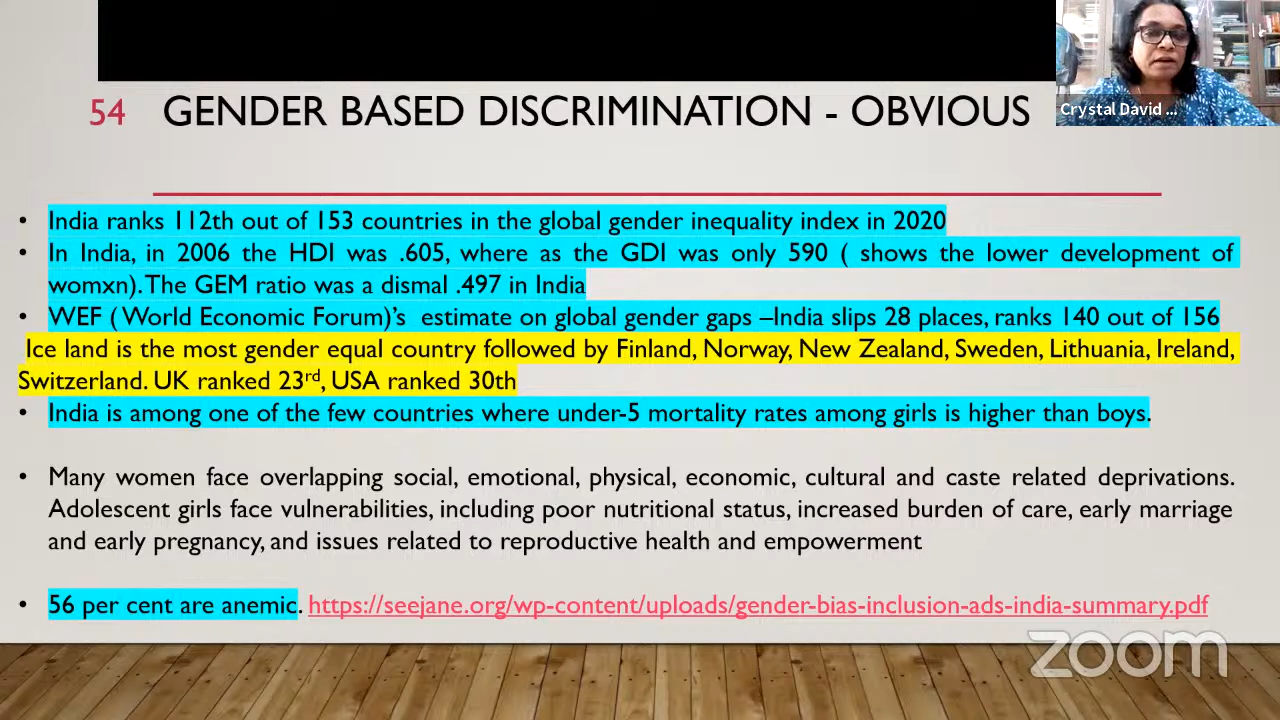 54 GENDER BASED DISCRIMINATION - OBVIOUS
Crystal David ...
• India ranks 112th out of 153 countries in the global gender inequality index in 2020
• In India, in 2006 the HDI was .605, where as the GDI was only 590 ( shows the lower development of
womxn). The GEM ratio was a dismal .497 in India
• WEF ( World Economic Forum)'s estimate on global gender gaps –India slips 28 places, ranks 140 out of 156
Ice land is the most gender equal country followed by Finland, Norway, New Zealand, Sweden, Lithuania, Ireland,
Switzerland. UK ranked 23rd, USA ranked 30th
• India is among one of the few countries where under-5 mortality rates among girls is higher than boys.
• Many women face overlapping social, emotional, physical, economic, cultural and caste related deprivations.
Adolescent girls face vulnerabilities, including poor nutritional status, increased burden of care, early marriage
and early pregnancy, and issues related to reproductive health and empowerment
• 56 per cent are anemic. https://seejane.org/wp-content/uploads/gender-bias-inclusion-ads-india-summary.pdf
zoom